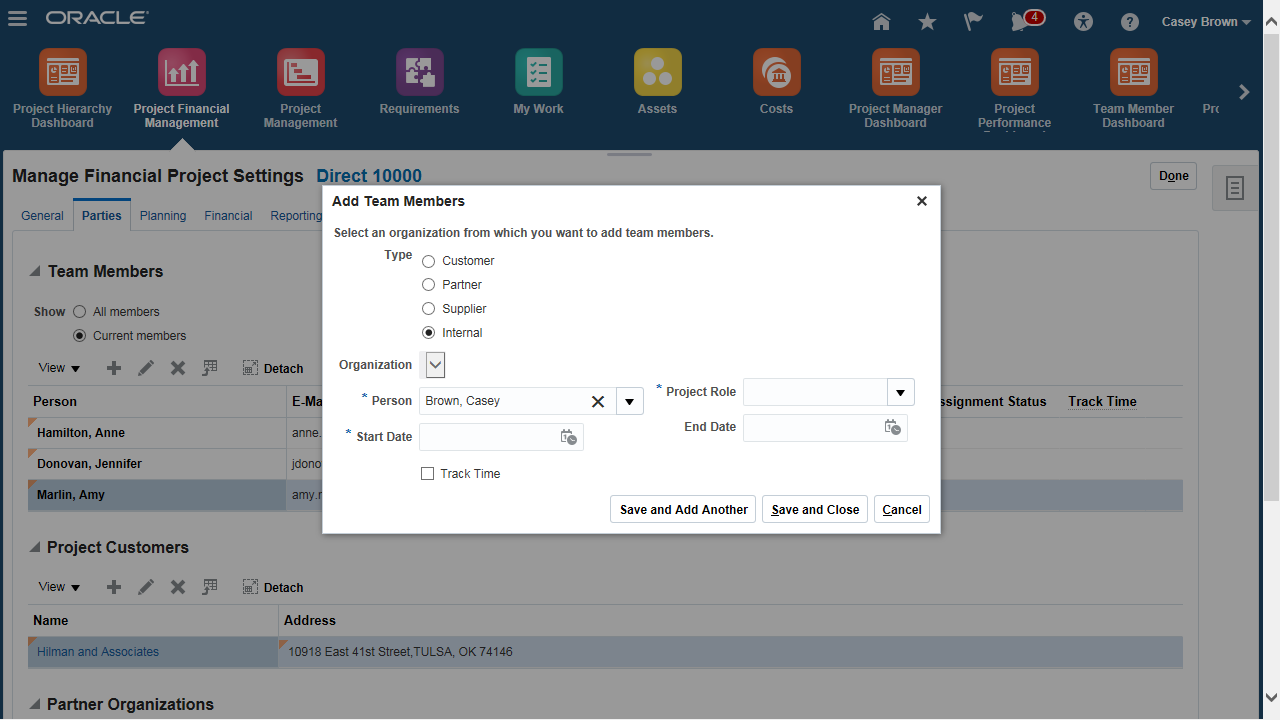 ORACLE
4
Casey Brown
Project Hierarchy Dashboard
Project Financial Management
Project Management
Requirements
My Work
Assets
Costs
Project Manager Dashboard
Project Performance
Team Member Dashboard
Manage Financial Project Settings Direct 10000
Done
General Parties Planning Financial Reporting
Team Members
Show All members
Current members
View Detach
Person E-Ma ssignment Status Track Time
Hamilton, Anne anne.
Donovan, Jennifer jdono
Marlin, Amy amy.r
Project Customers
View Detach
Name Address
Hilman and Associates 10918 East 41st Street,TULSA, OK 74146
Partner Organizations
Add Team Members
Select an organization from which you want to add team members.
Type Customer
Partner
Supplier
Internal
Organization
* Person Brown, Casey
* Project Role
* Start Date
End Date
Track Time
Save and Add Another Save and Close Cancel